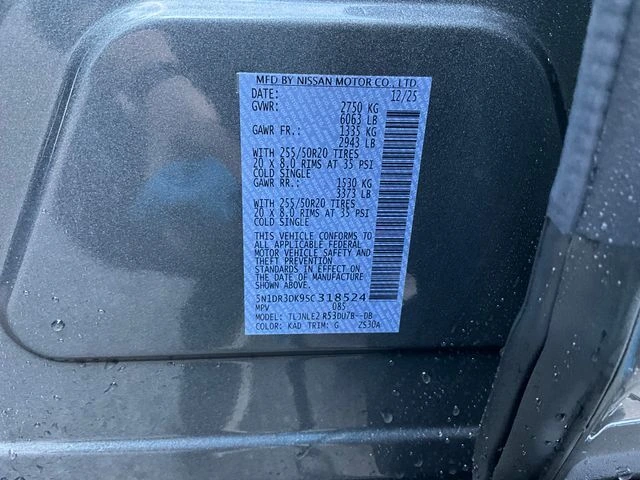 MFD BY NISSAN MOTOR CO., LTD.
DATE: 12/25
GVWR: 2750 KG
6063 LB
GAWR FR.: 1335 KG
2943 LB
WITH 255/50R20 TIRES
20 X 8.0 RIMS AT 35 PSI
COLD SINGLE
GAWR RR.: 1530 KG
3373 LB
WITH 255/50R20 TIRES
20 X 8.0 RIMS AT 35 PSI
COLD SINGLE
THIS VEHICLE CONFORMS TO
ALL APPLICABLE FEDERAL
MOTOR VEHICLE SAFETY AND
THEFT PREVENTION
STANDARDS IN EFFECT ON
THE DATE OF MANUFACTURE
SHOWN ABOVE.
5N1DR3DK9SC318524
MPV 085
MODEL: TLJNLE2 R53DU7B--DB
COLOR: KAD TRIM: G ZS30A